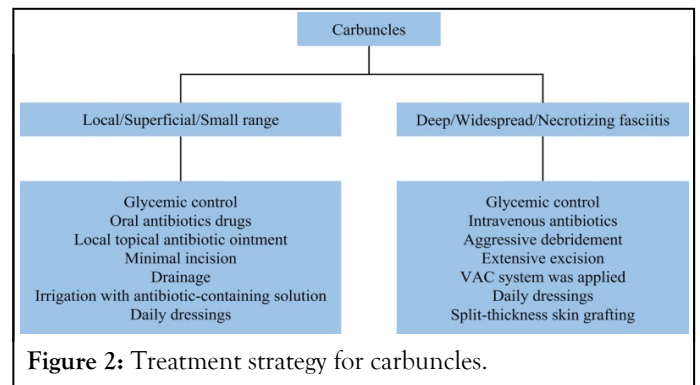 Carbuncles
Local/Superficial/Small range
Deep/Widespread/Necrotizing fasciitis
Glycemic control
Oral antibiotics drugs
Local topical antibiotic ointment
Minimal incision
Drainage
Irrigation with antibiotic-containing solution
Daily dressings
Glycemic control
Intravenous antibiotics
Aggressive debridement
Extensive excision
VAC system was applied
Daily dressings
Split-thickness skin grafting
Figure 2: Treatment strategy for carbuncles.